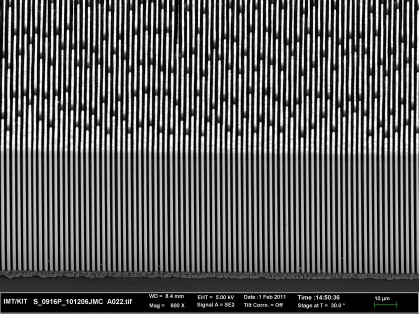 IMT/KIT S_0916P_101206JMC A022.tif
WD = 8.4 mm EHT = 5.00 kV Date :1 Feb 2011 Time :14:50:36 10 µm
Mag = 600 X Signal A = SE2 Tilt Corrn. = Off Stage at T = 30.0 °